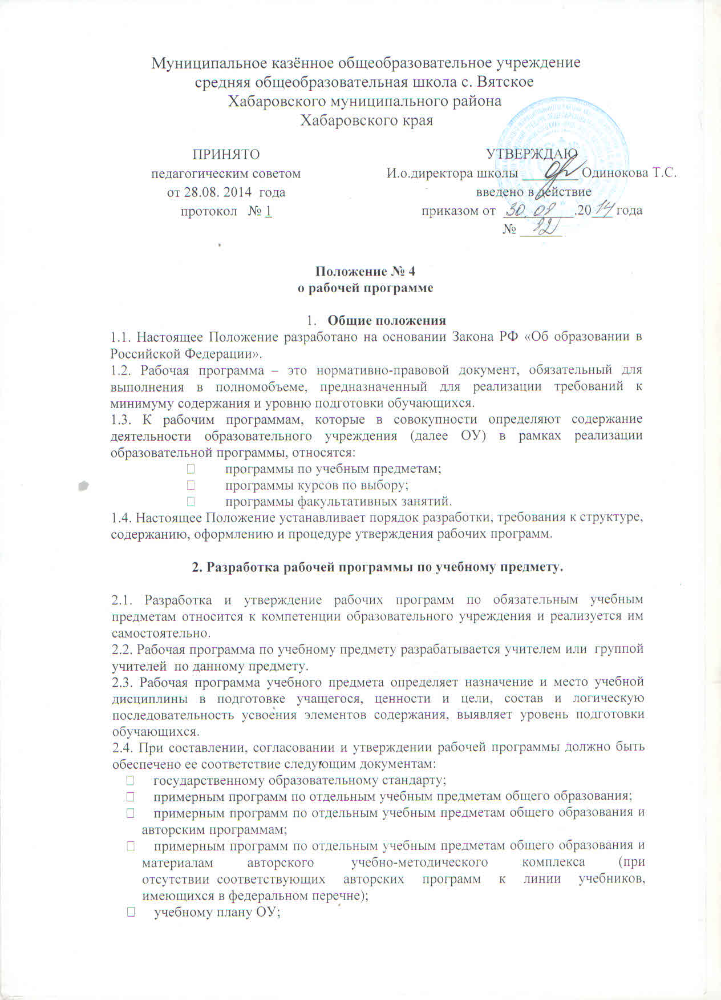 Муниципальное казённое общеобразовательное учреждение
средняя общеобразовательная школа с. Вятское
Хабаровского муниципального района
Хабаровского края
ПРИНЯТО
педагогическим советом
от 28.08. 2014 года
протокол № 1
УТВЕРЖДАЮ
И.о.директора школы ________ Одинокова Т.С.
введено в действие
приказом от 30.08.2014 года
№ 82
Положение № 4
о рабочей программе
1. Общие положения
1.1. Настоящее Положение разработано на основании Закона РФ «Об образовании в
Российской Федерации».
1.2. Рабочая программа – это нормативно-правовой документ, обязательный для
выполнения в полномобъеме, предназначенный для реализации требований к
минимуму содержания и уровню подготовки обучающихся.
1.3. К рабочим программам, которые в совокупности определяют содержание
деятельности образовательного учреждения (далее ОУ) в рамках реализации
образовательной программы, относятся:
программы по учебным предметам;
программы курсов по выбору;
программы факультативных занятий.
1.4. Настоящее Положение устанавливает порядок разработки, требования к структуре,
содержанию, оформлению и процедуре утверждения рабочих программ.
2. Разработка рабочей программы по учебному предмету.
2.1. Разработка и утверждение рабочих программ по обязательным учебным
предметам относится к компетенции образовательного учреждения и реализуется им
самостоятельно.
2.2. Рабочая программа по учебному предмету разрабатывается учителем или группой
учителей по данному предмету.
2.3. Рабочая программа учебного предмета определяет назначение и место учебной
дисциплины в подготовке учащегося, ценности и цели, состав и логическую
последовательность усвоения элементов содержания, выявляет уровень подготовки
обучающихся.
2.4. При составлении, согласовании и утверждении рабочей программы должно быть
обеспечено ее соответствие следующим документам:
государственному образовательному стандарту;
примерным программ по отдельным учебным предметам общего образования;
примерным программ по отдельным учебным предметам общего образования и
авторским программам;
примерным программ по отдельным учебным предметам общего образования и
материалам авторского учебно-методического комплекса (при
отсутствии соответствующих авторских программ к линии учебников,
имеющихся в федеральном перечне);
учебному плану ОУ;